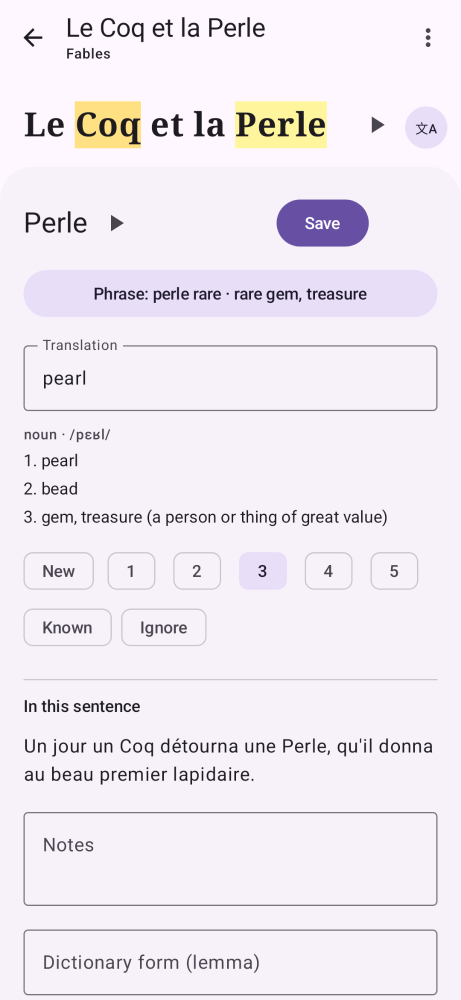 Le Coq et la Perle
Fables
Le Coq et la Perle
文A
Perle
Save
Phrase: perle rare · rare gem, treasure
Translation
pearl
noun · /pɛʁl/
1. pearl
2. bead
3. gem, treasure (a person or thing of great value)
New 1 2 3 4 5
Known Ignore
In this sentence
Un jour un Coq détourna une Perle, qu'il donna
au beau premier lapidaire.
Notes
Dictionary form (lemma)